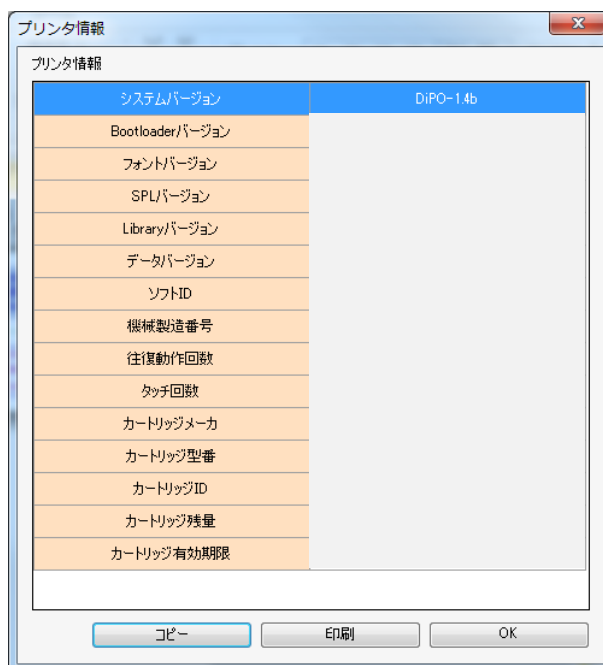 プリンタ情報
プリンタ情報
システムバージョン DiPO-1.4b
Bootloaderバージョン
フォントバージョン
SPLバージョン
Libraryバージョン
データバージョン
ソフトID
機械製造番号
往復動作回数
タッチ回数
カートリッジメーカ
カートリッジ型番
カートリッジID
カートリッジ残量
カートリッジ有効期限
コピー 印刷 OK